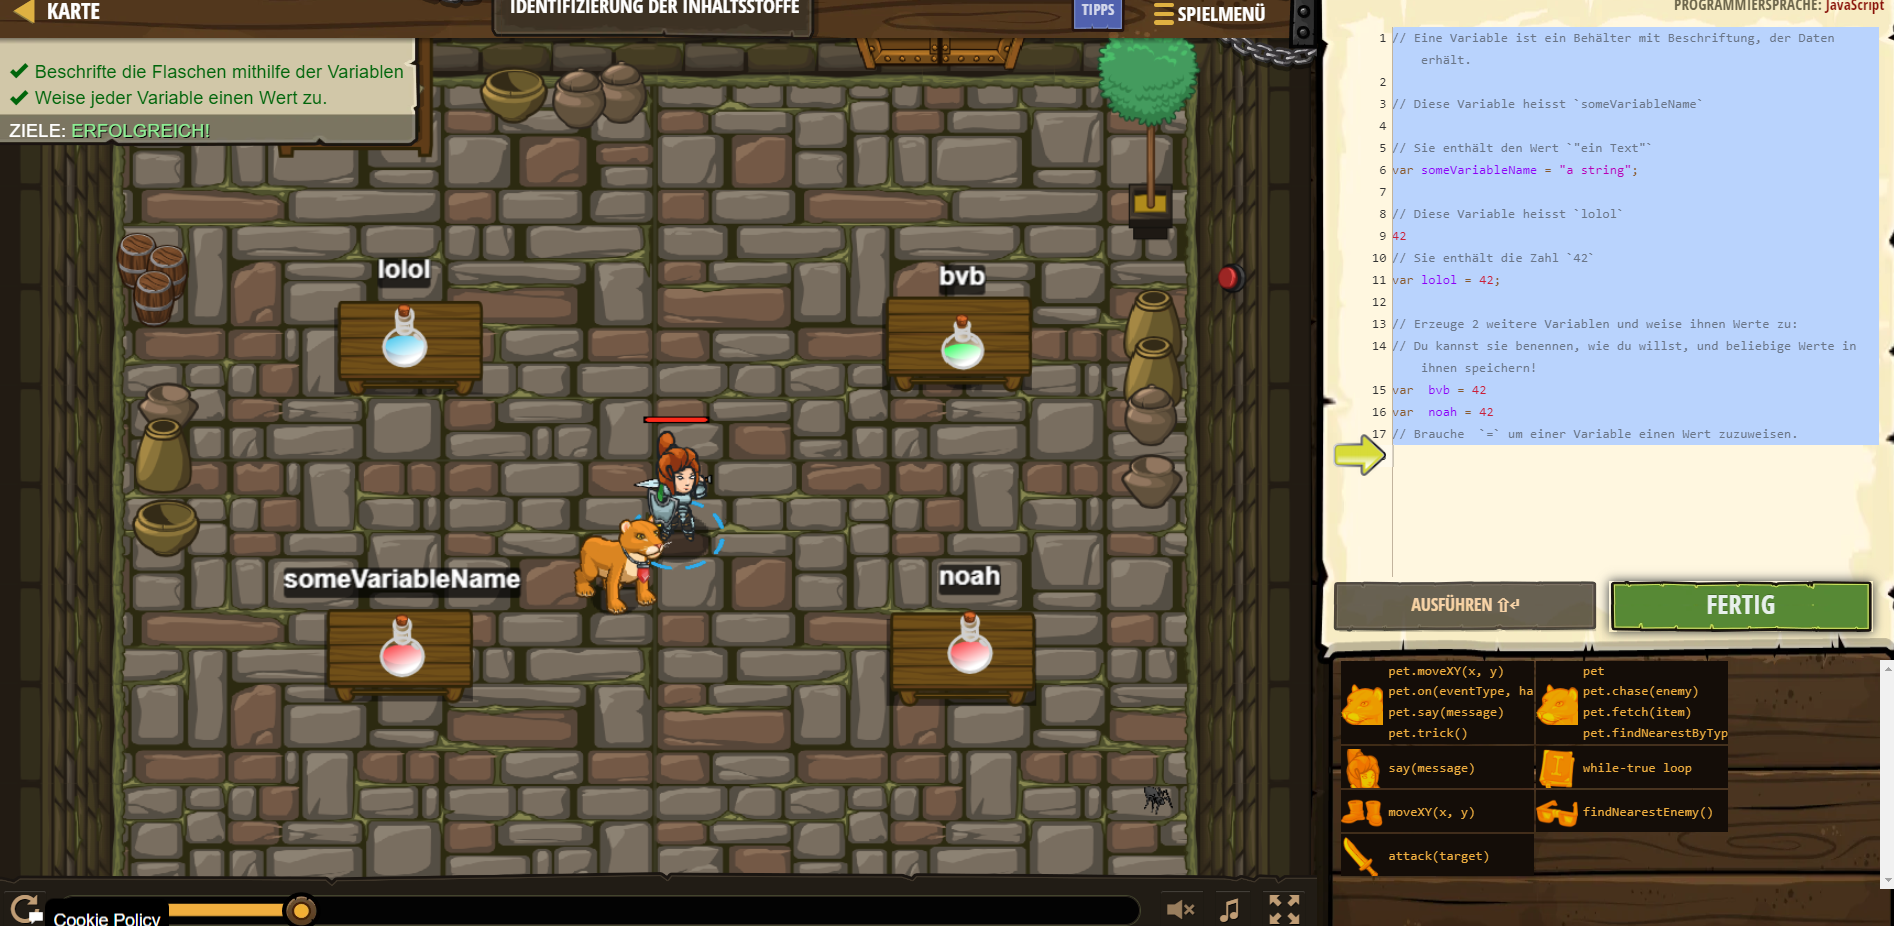 KARTE
IDENTIFIZIERUNG DER INHALTSSTOFFE
TIPPS
SPIELMENÜ
PROGRAMMIERSPRACHE: JavaScript
Beschrifte die Flaschen mithilfe der Variablen
Weise jeder Variable einen Wert zu.
ZIELE: ERFOLGREICH!
lolol
bvb
someVariableName
noah
1 // Eine Variable ist ein Behälter mit Beschriftung, der Daten
erhält.
2
3 // Diese Variable heisst `someVariableName`
4
5 // Sie enthält den Wert `"ein Text"`
6 var someVariableName = "a string";
7
8 // Diese Variable heisst `lolol`
9 42
10 // Sie enthält die Zahl `42`
11 var lolol = 42;
12
13 // Erzeuge 2 weitere Variablen und weise ihnen Werte zu:
14 // Du kannst sie benennen, wie du willst, und beliebige Werte in
ihnen speichern!
15 var  bvb = 42
16 var  noah = 42
17 // Brauche  `=` um einer Variable einen Wert zuzuweisen.
AUSFÜHREN ⇧↵
FERTIG
pet.moveXY(x, y)
pet.on(eventType, ha
pet.say(message)
pet.trick()
pet
pet.chase(enemy)
pet.fetch(item)
pet.findNearestByTyp
say(message)
while-true loop
moveXY(x, y)
findNearestEnemy()
attack(target)
Cookie Policy